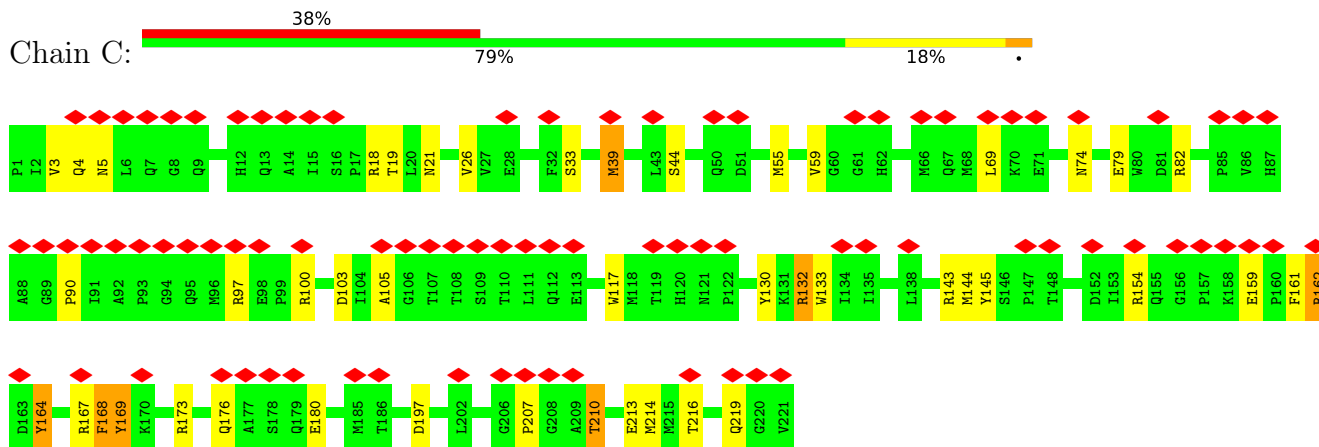 38%
Chain C:
79% 18% .
P1 I2 V3 Q4 N5 L6 Q7 G8 Q9 H12 Q13 A14 I15 S16 P17 R18 T19 L20 N21 V26 V27 E28 F32 S33 M39 L43 S44 Q50 D51 M55 V59 G60 G61 H62 M66 Q67 M68 L69 K70 E71 N74 E79 W80 D81 R82 P85 V86 H87
A88 G89 P90 I91 A92 P93 G94 Q95 M96 R97 E98 P99 R100 D103 I104 A105 G106 T107 T108 S109 T110 L111 Q112 E113 W117 M118 T119 H120 N121 P122 Y130 K131 R132 W133 I134 I135 L138 R143 M144 Y145 S146 P147 T148 D152 I153 R154 Q155 G156 P157 K158 E159 P160 F161 R162
D163 Y164 R167 F168 Y169 K170 R173 Q176 A177 S178 Q179 E180 M185 T186 D197 L202 G206 P207 G208 A209 T210 E213 M214 M215 T216 Q219 G220 V221